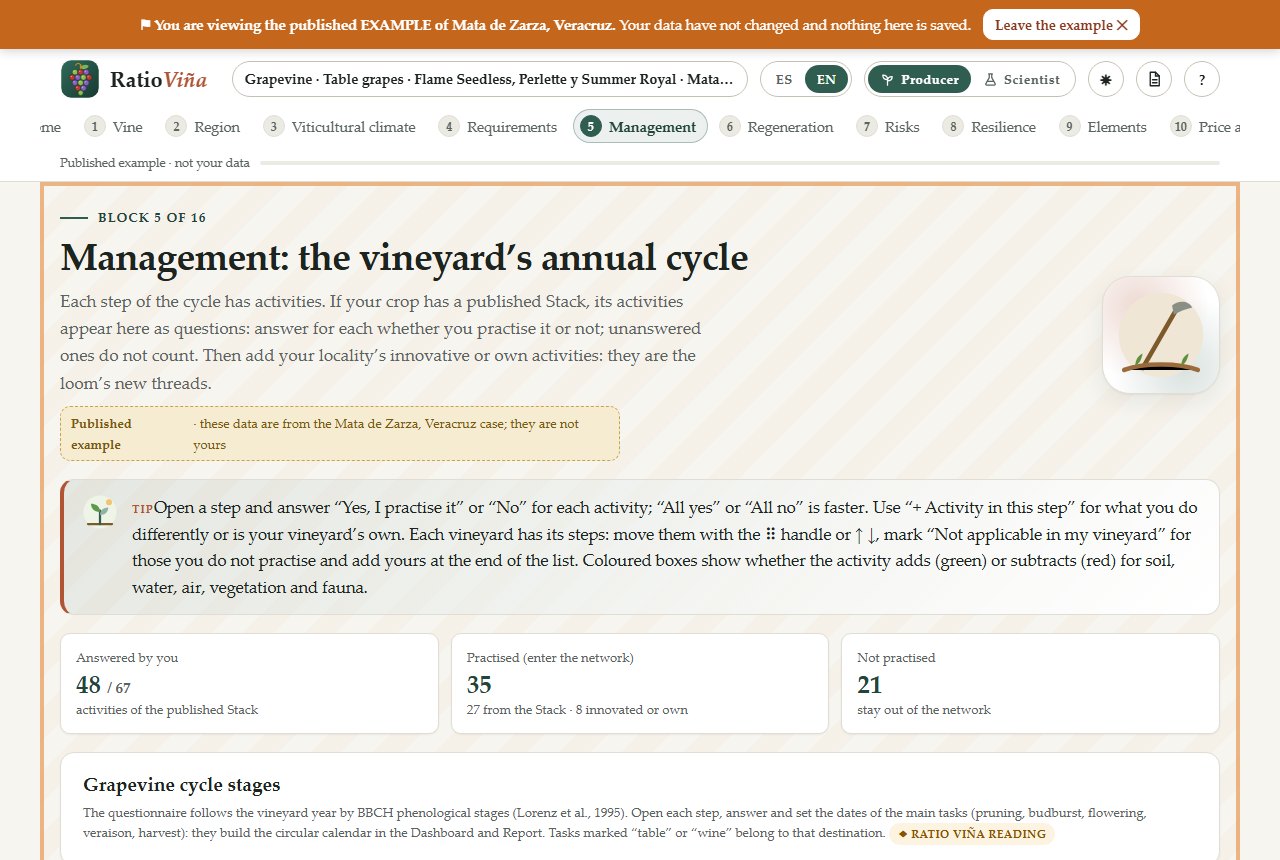 ⚑ You are viewing the published EXAMPLE of Mata de Zarza, Veracruz. Your data have not changed and nothing here is saved. Leave the example ✕
RatioViña
Grapevine · Table grapes · Flame Seedless, Perlette y Summer Royal · Mata…
ES EN
Producer Scientist
?
me 1 Vine 2 Region 3 Viticultural climate 4 Requirements 5 Management 6 Regeneration 7 Risks 8 Resilience 9 Elements 10 Price a
Published example · not your data
BLOCK 5 OF 16
Management: the vineyard’s annual cycle
Each step of the cycle has activities. If your crop has a published Stack, its activities
appear here as questions: answer for each whether you practise it or not; unanswered
ones do not count. Then add your locality’s innovative or own activities: they are the
loom’s new threads.
Published example · these data are from the Mata de Zarza, Veracruz case; they are not yours
TIP Open a step and answer “Yes, I practise it” or “No” for each activity; “All yes” or “All no” is faster. Use “+ Activity in this step” for what you do
differently or is your vineyard’s own. Each vineyard has its steps: move them with the ⠿ handle or ↑ ↓, mark “Not applicable in my vineyard” for
those you do not practise and add yours at the end of the list. Coloured boxes show whether the activity adds (green) or subtracts (red) for soil,
water, air, vegetation and fauna.
Answered by you
48 / 67
activities of the published Stack
Practised (enter the network)
35
27 from the Stack · 8 innovated or own
Not practised
21
stay out of the network
Grapevine cycle stages
The questionnaire follows the vineyard year by BBCH phenological stages (Lorenz et al., 1995). Open each step, answer and set the dates of the main tasks (pruning, budburst, flowering,
veraison, harvest): they build the circular calendar in the Dashboard and Report. Tasks marked “table” or “wine” belong to that destination. ◆ RATIO VIÑA READING